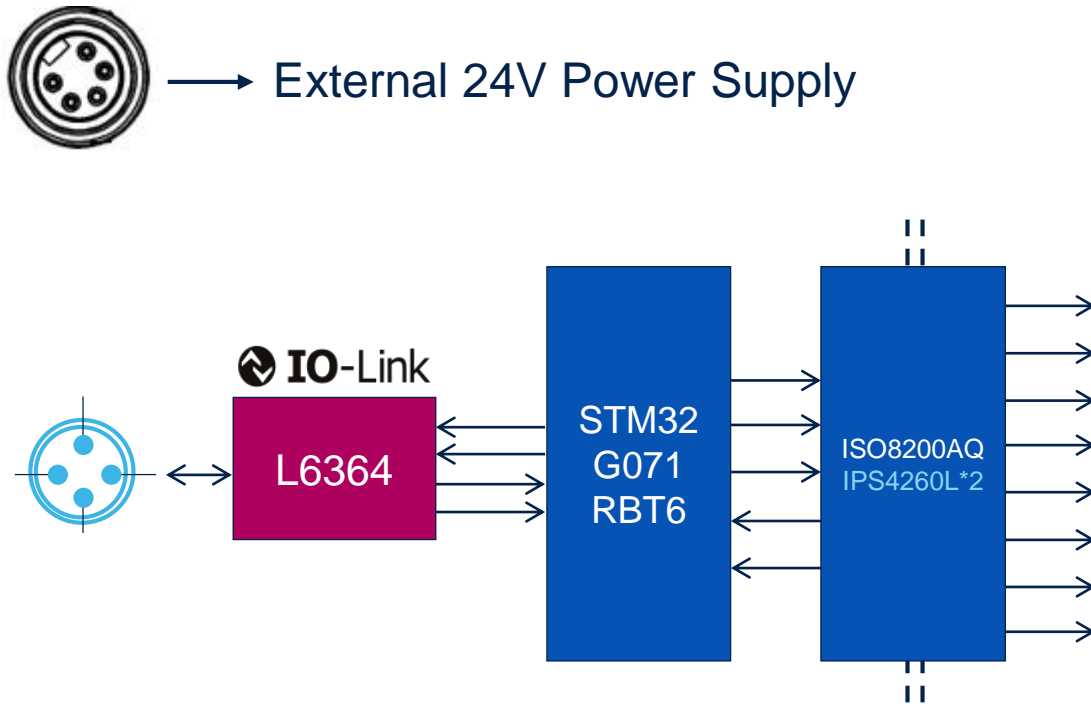 External 24V Power Supply
IO-Link
L6364
STM32
G071
RBT6
ISO8200AQ
IPS4260L*2